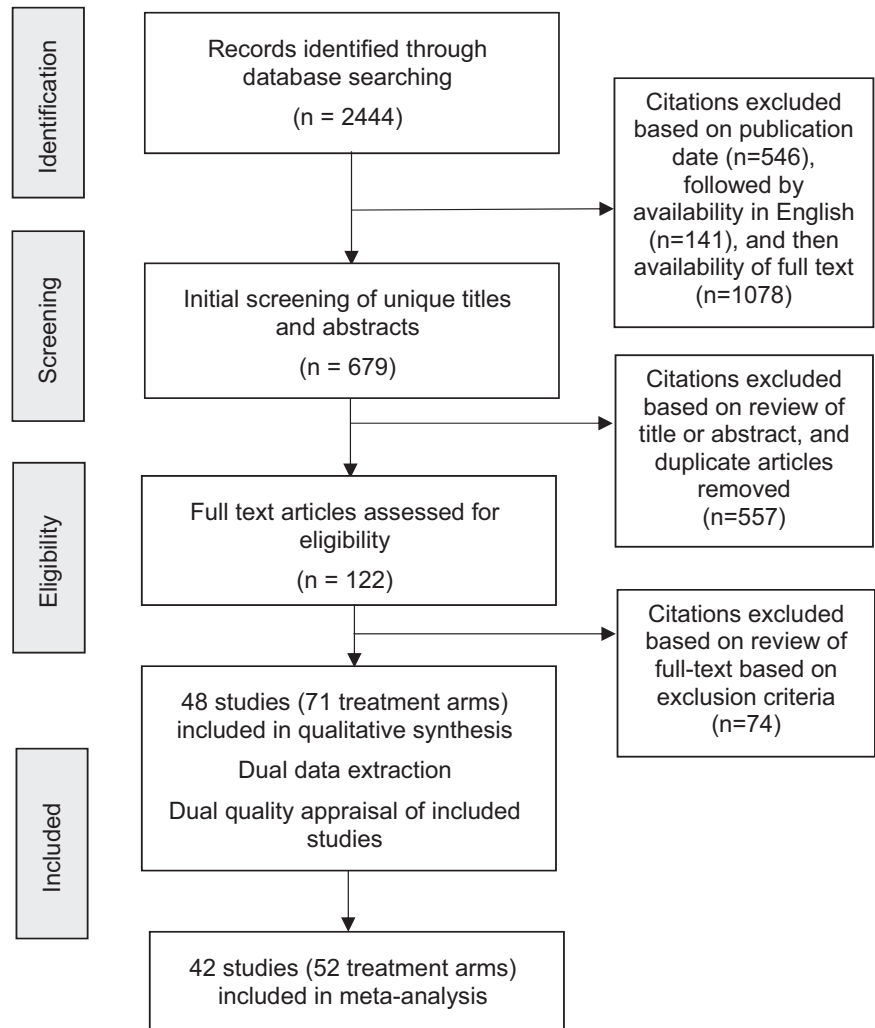 Identification
Records identified through
database searching
(n = 2444)
Citations excluded
based on publication
date (n=546),
followed by
availability in English
(n=141), and then
availability of full text
(n=1078)
Screening
Initial screening of unique titles
and abstracts
(n = 679)
Citations excluded
based on review of
title or abstract, and
duplicate articles
removed
(n=557)
Eligibility
Full text articles assessed for
eligibility
(n = 122)
Citations excluded
based on review of
full-text based on
exclusion criteria
(n=74)
Included
48 studies (71 treatment arms)
included in qualitative synthesis
Dual data extraction
Dual quality appraisal of included
studies
42 studies (52 treatment arms)
included in meta-analysis